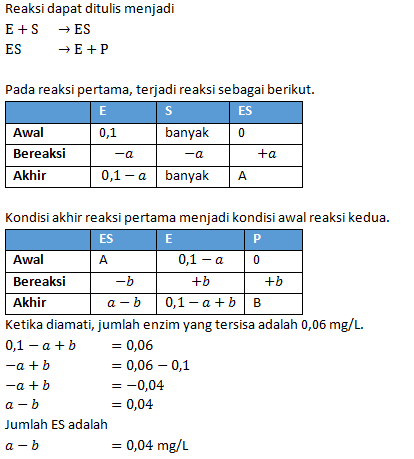 Reaksi dapat ditulis menjadi
E + S → ES
ES → E + P
Pada reaksi pertama, terjadi reaksi sebagai berikut.
E S ES
Awal 0,1 banyak 0
Bereaksi −a −a +a
Akhir 0,1 − a banyak A
Kondisi akhir reaksi pertama menjadi kondisi awal reaksi kedua.
ES E P
Awal A 0,1 − a 0
Bereaksi −b +b +b
Akhir a − b 0,1 − a + b B
Ketika diamati, jumlah enzim yang tersisa adalah 0,06 mg/L.
0,1 − a + b = 0,06
−a + b = 0,06 − 0,1
−a + b = −0,04
a − b = 0,04
Jumlah ES adalah
a − b = 0,04 mg/L